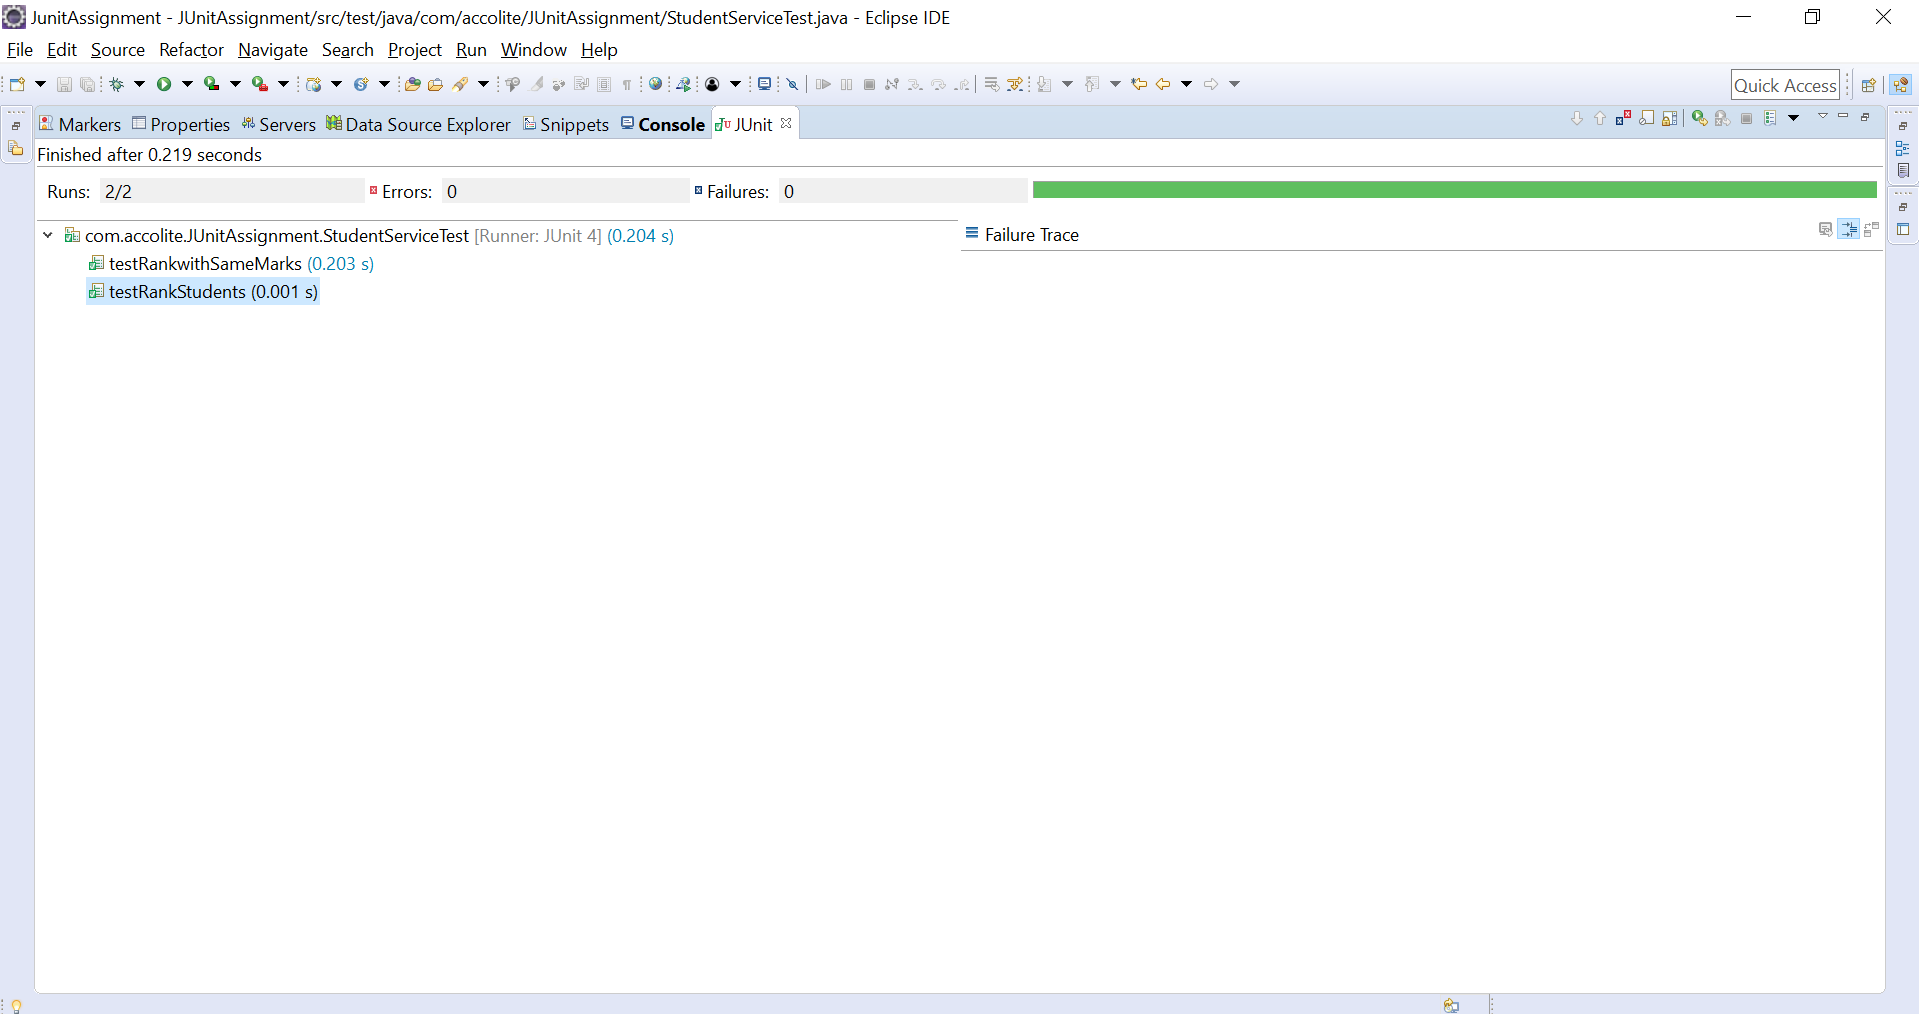 JunitAssignment - JUnitAssignment/src/test/java/com/accolite/JUnitAssignment/StudentServiceTest.java - Eclipse IDE
File Edit Source Refactor Navigate Search Project Run Window Help
Quick Access
Markers Properties Servers Data Source Explorer Snippets Console JUnit
Finished after 0.219 seconds
Runs: 2/2 Errors: 0 Failures: 0
com.accolite.JUnitAssignment.StudentServiceTest [Runner: JUnit 4] (0.204 s)
Failure Trace
testRankwithSameMarks (0.203 s)
testRankStudents (0.001 s)